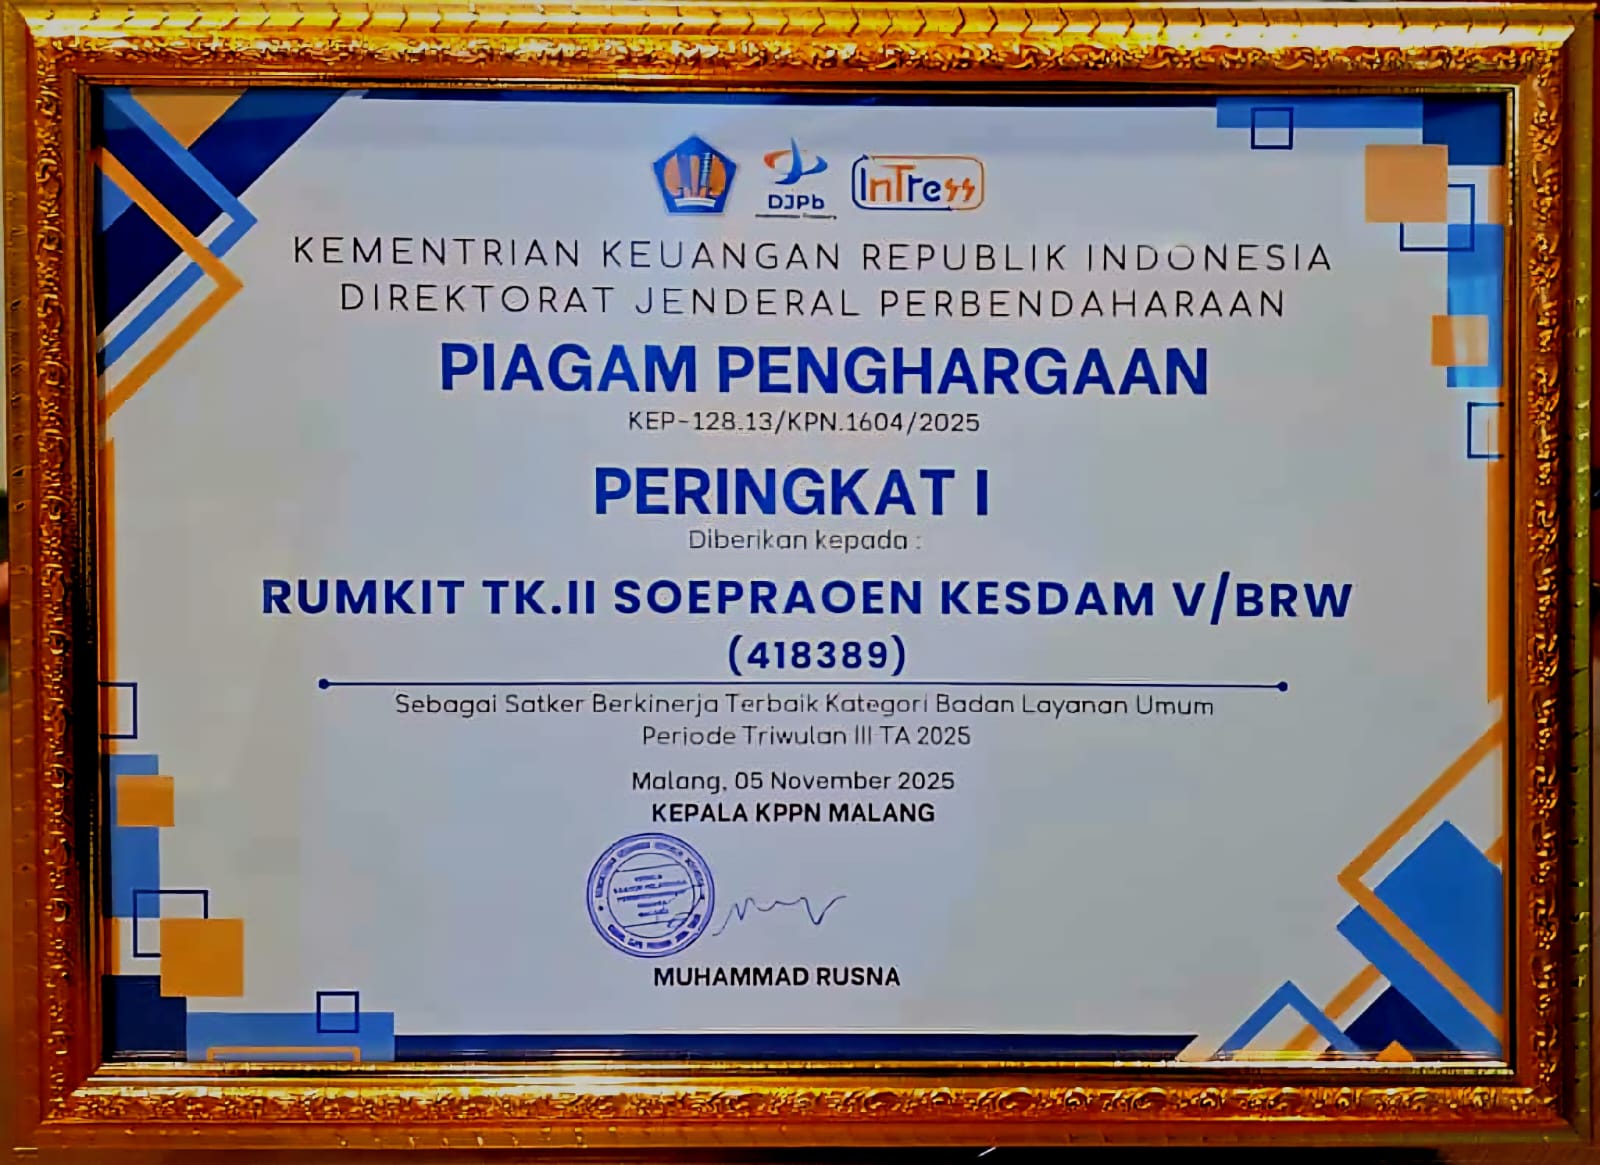 DJPb
InTress
KEMENTRIAN KEUANGAN REPUBLIK INDONESIA
DIREKTORAT JENDERAL PERBENDAHARAAN
PIAGAM PENGHARGAAN
KEP-128.13/KPN.1604/2025
PERINGKAT I
Diberikan kepada :
RUMKIT TK.II SOEPRAOEN KESDAM V/BRW
(418389)
Sebagai Satker Berkinerja Terbaik Kategori Badan Layanan Umum
Periode Triwulan III TA 2025
Malang, 05 November 2025
KEPALA KPPN MALANG
MUHAMMAD RUSNA